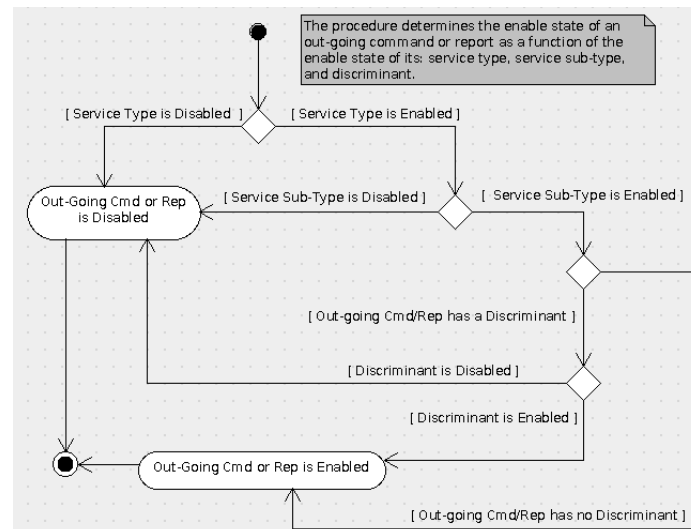 The procedure determines the enable state of an
out-going command or report as a function of the
enable state of its: service type, service sub-type,
and discriminant.
[ Service Type is Disabled ]
[ Service Type is Enabled ]
Out-Going Cmd or Rep
is Disabled
[ Service Sub-Type is Disabled ]
[ Service Sub-Type is Enabled ]
[ Out-going Cmd/Rep has a Discriminant ]
[ Discriminant is Disabled ]
[ Discriminant is Enabled ]
Out-Going Cmd or Rep is Enabled
[ Out-going Cmd/Rep has no Discriminant ]